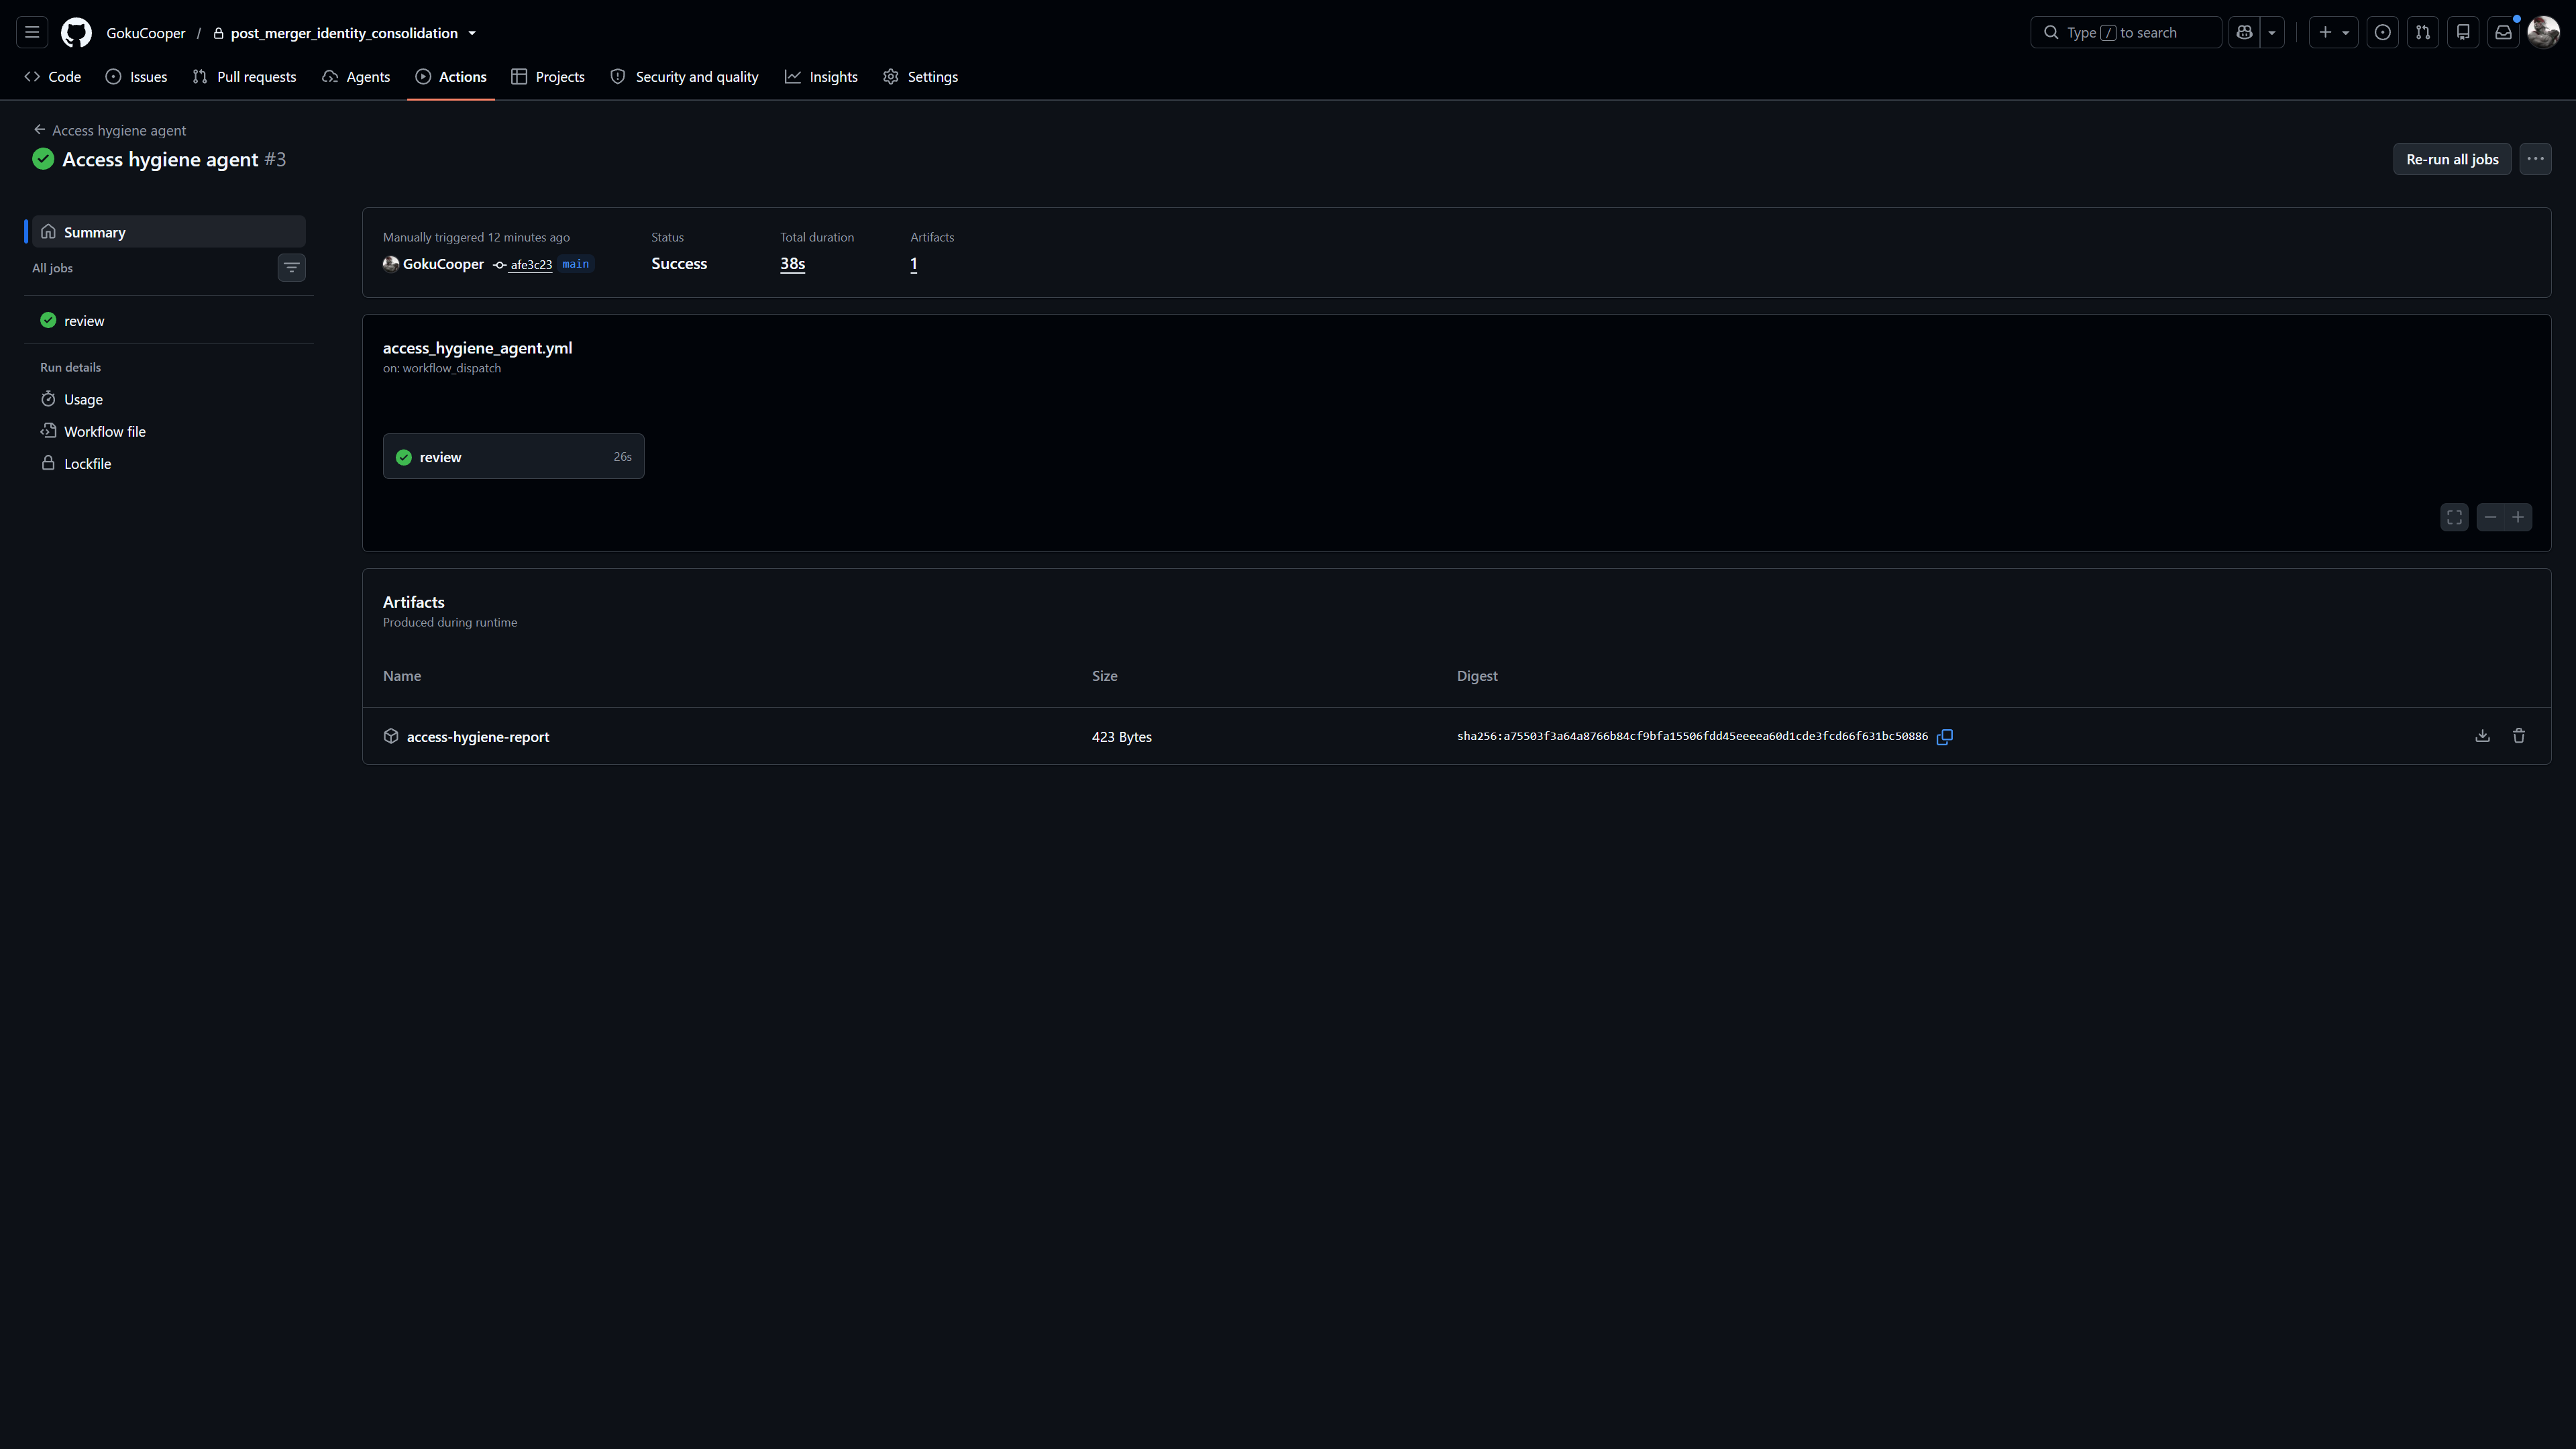 GokuCooper / post_merger_identity_consolidation
Type / to search
Code Issues Pull requests Agents Actions Projects Security and quality Insights Settings
Access hygiene agent
Access hygiene agent #3
Re-run all jobs
Summary
All jobs
review
Run details
Usage
Workflow file
Lockfile
Manually triggered 12 minutes ago Status Total duration Artifacts
GokuCooper afe3c23 main Success 38s 1
access_hygiene_agent.yml
on: workflow_dispatch
review 26s
Artifacts
Produced during runtime
Name Size Digest
access-hygiene-report 423 Bytes sha256:a75503f3a64a8766b84cf9bfa15506fdd45eeeea60d1cde3fcd66f631bc50886